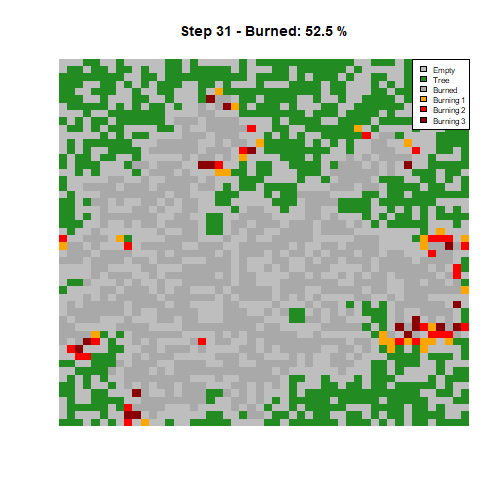 Step 31 - Burned: 52.5 %
Empty
Tree
Burned
Burning 1
Burning 2
Burning 3